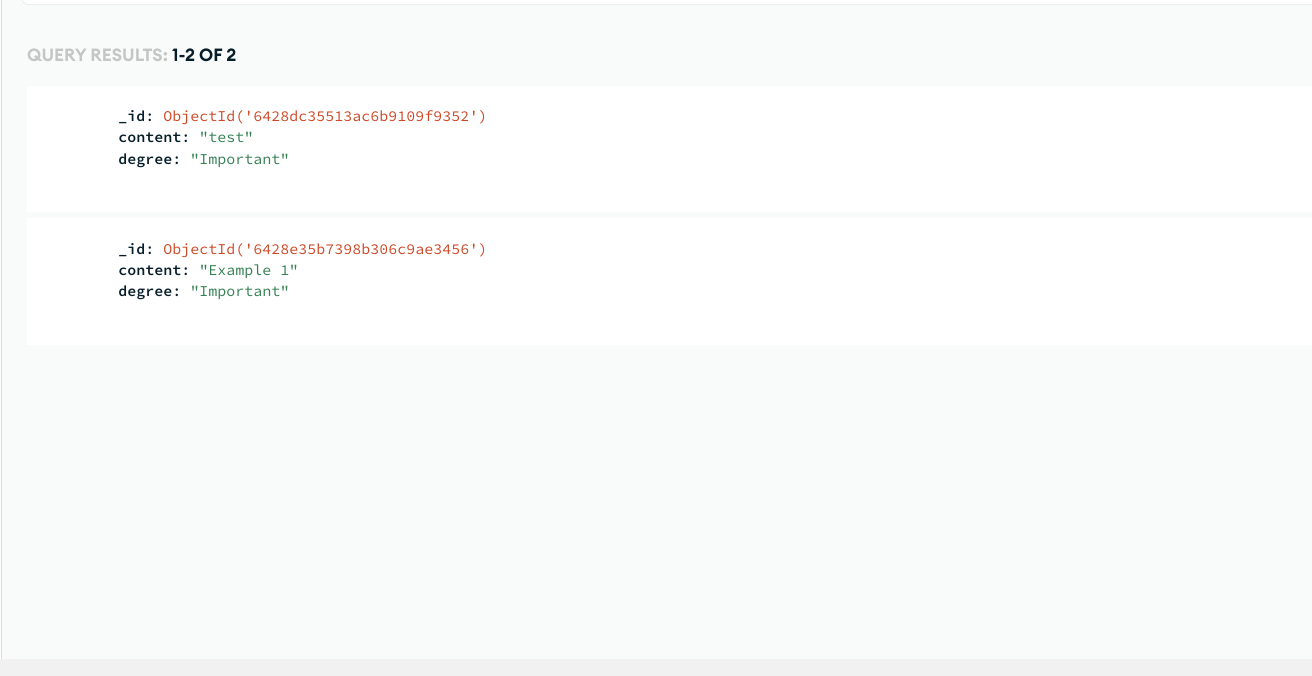 QUERY RESULTS: 1-2 OF 2
_id: ObjectId('6428dc35513ac6b9109f9352')
content: "test"
degree: "Important"
_id: ObjectId('6428e35b7398b306c9ae3456')
content: "Example 1"
degree: "Important"